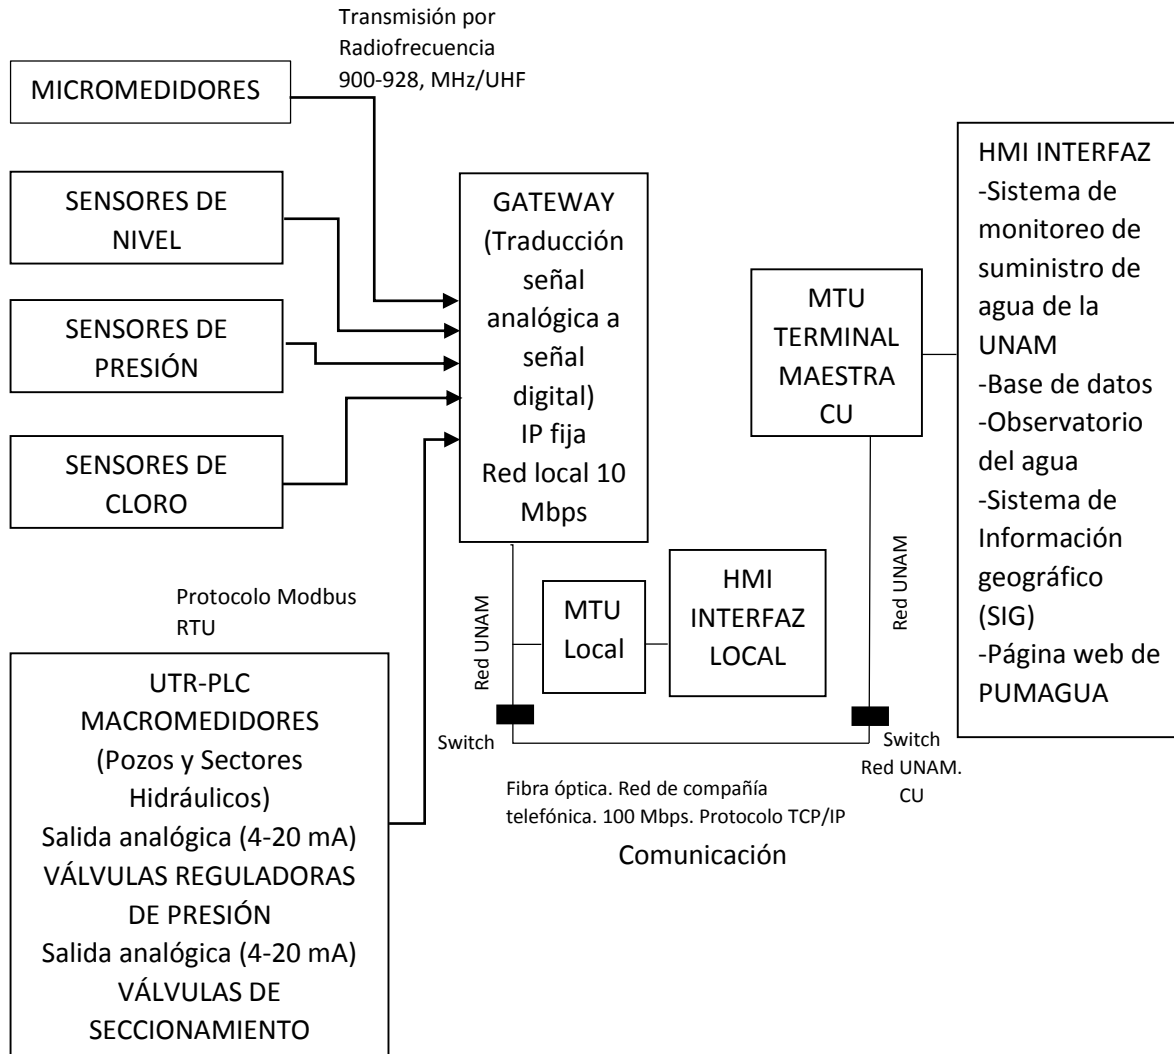 Transmisión por
Radiofrecuencia
900-928, MHz/UHF
MICROMEDIDORES
SENSORES DE
NIVEL
SENSORES DE
PRESIÓN
SENSORES DE
CLORO
Protocolo Modbus
RTU
UTR-PLC
MACROMEDIDORES
(Pozos y Sectores
Hidráulicos)
Salida analógica (4-20 mA)
VÁLVULAS REGULADORAS
DE PRESIÓN
Salida analógica (4-20 mA)
VÁLVULAS DE
SECCIONAMIENTO
GATEWAY
(Traducción
señal
analógica a
señal
digital)
IP fija
Red local 10
Mbps
Red UNAM
MTU
Local
HMI
INTERFAZ
LOCAL
Switch
Fibra óptica. Red de compañía
telefónica. 100 Mbps. Protocolo TCP/IP
Comunicación
MTU
TERMINAL
MAESTRA
CU
Red UNAM
Switch
Red UNAM.
CU
HMI INTERFAZ
-Sistema de
monitoreo de
suministro de
agua de la
UNAM
-Base de datos
-Observatorio
del agua
-Sistema de
Información
geográfico
(SIG)
-Página web de
PUMAGUA